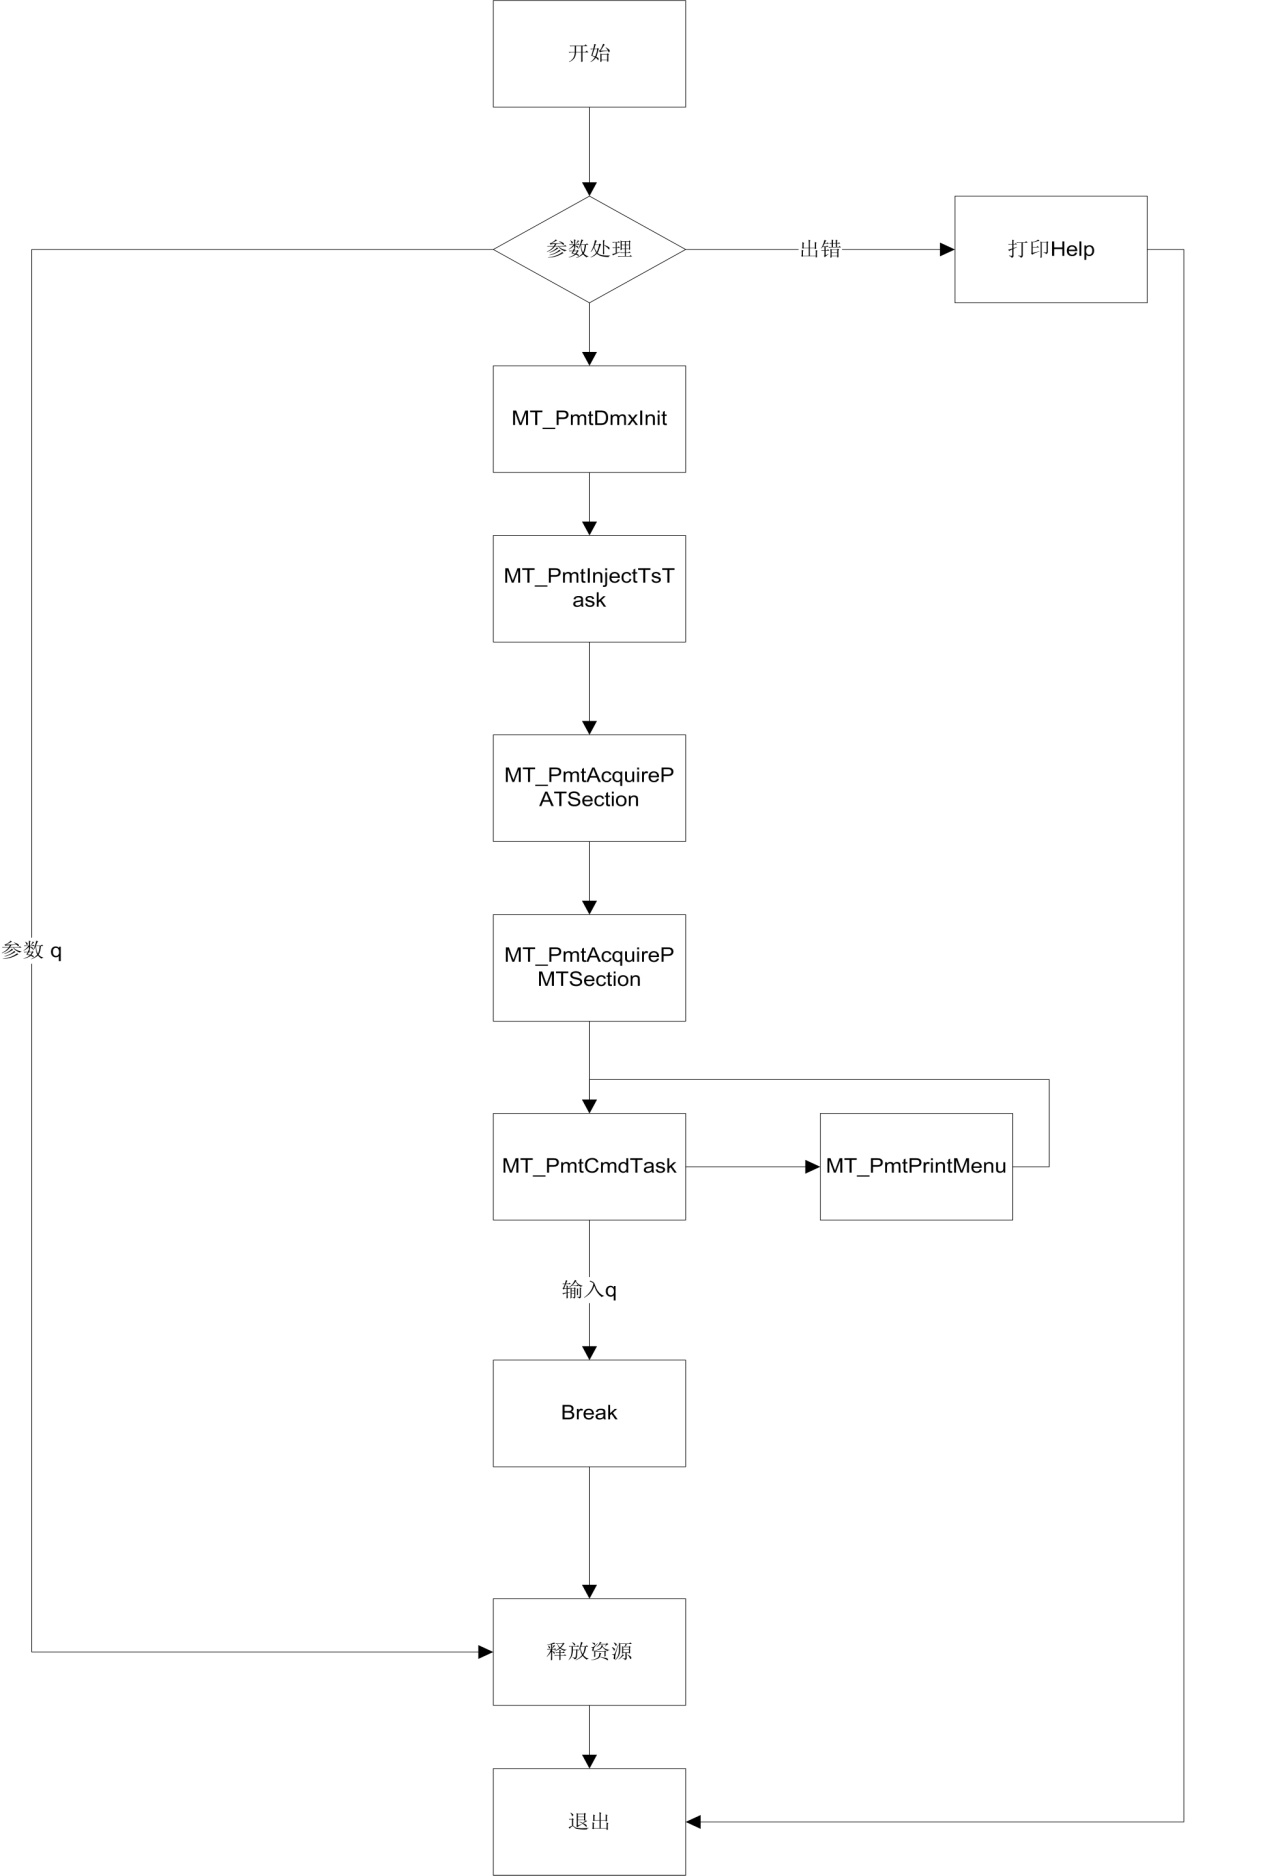 开始
参数处理
出错
打印Help
MT_PmtDmxInit
MT_PmtInjectTsT
ask
MT_PmtAcquireP
ATSection
参数 q
MT_PmtAcquireP
MTSection
MT_PmtCmdTask
MT_PmtPrintMenu
输入q
Break
释放资源
退出